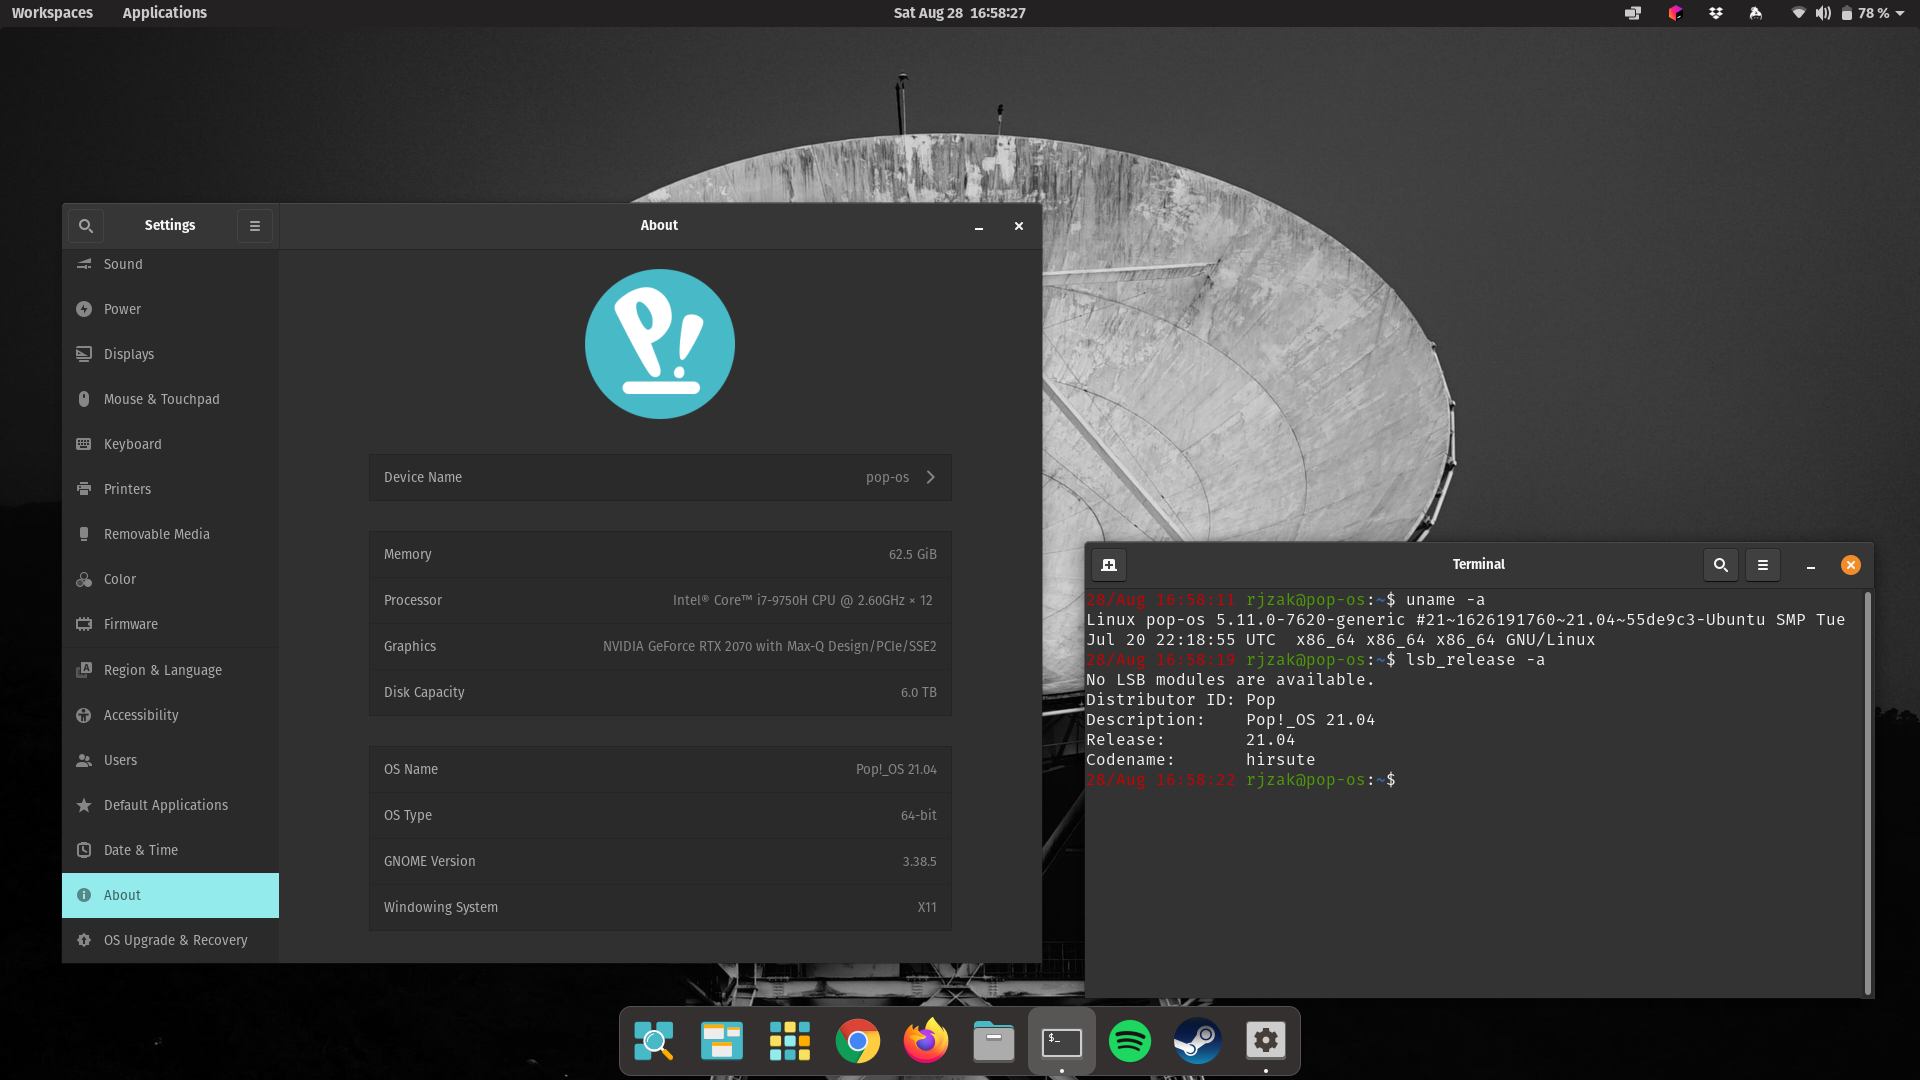 Workspaces Applications Sat Aug 28 16:58:27 78 %
Settings
Sound
Power
Displays
Mouse & Touchpad
Keyboard
Printers
Removable Media
Color
Firmware
Region & Language
Accessibility
Users
Default Applications
Date & Time
About
OS Upgrade & Recovery
About
P!
Device Name pop-os
Memory 62.5 GiB
Processor Intel® Core™ i7-9750H CPU @ 2.60GHz × 12
Graphics NVIDIA GeForce RTX 2070 with Max-Q Design/PCIe/SSE2
Disk Capacity 6.0 TB
OS Name Pop!_OS 21.04
OS Type 64-bit
GNOME Version 3.38.5
Windowing System X11
Terminal
28/Aug 16:58:11 rjzak@pop-os:~$ uname -a
Linux pop-os 5.11.0-7620-generic #21~1626191760~21.04~55de9c3-Ubuntu SMP Tue
Jul 20 22:18:55 UTC  x86_64 x86_64 x86_64 GNU/Linux
28/Aug 16:58:19 rjzak@pop-os:~$ lsb_release -a
No LSB modules are available.
Distributor ID: Pop
Description:    Pop!_OS 21.04
Release:        21.04
Codename:       hirsute
28/Aug 16:58:22 rjzak@pop-os:~$
$_